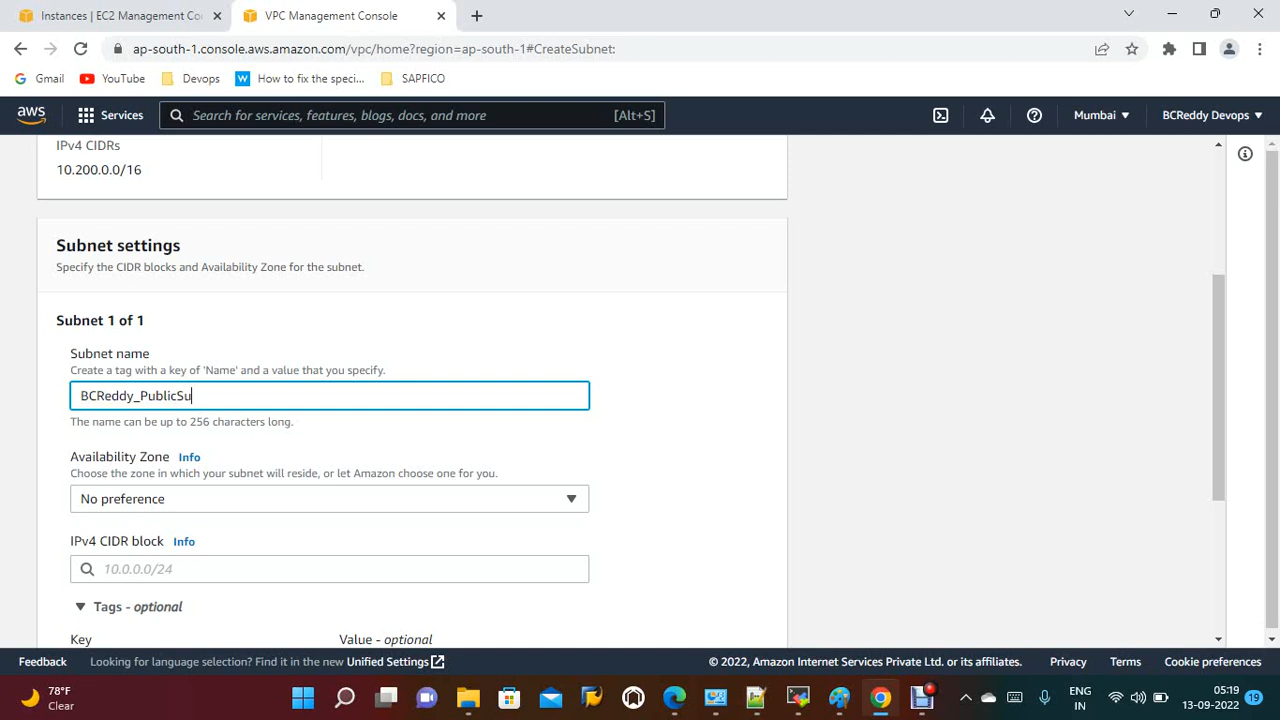 Instances | EC2 Management Con
VPC Management Console
ap-south-1.console.aws.amazon.com/vpc/home?region=ap-south-1#CreateSubnet:
Gmail
YouTube
Devops
How to fix the speci...
SAPFICO
aws
Services
Search for services, features, blogs, docs, and more
[Alt+S]
Mumbai
BCReddy Devops
IPv4 CIDRs
10.200.0.0/16
Subnet settings
Specify the CIDR blocks and Availability Zone for the subnet.
Subnet 1 of 1
Subnet name
Create a tag with a key of 'Name' and a value that you specify.
BCReddy_PublicSu
The name can be up to 256 characters long.
Availability Zone Info
Choose the zone in which your subnet will reside, or let Amazon choose one for you.
No preference
IPv4 CIDR block Info
10.0.0.0/24
Tags - optional
Key
Value - optional
Feedback
Looking for language selection? Find it in the new Unified Settings
© 2022, Amazon Internet Services Private Ltd. or its affiliates.
Privacy
Terms
Cookie preferences
78°F
Clear
ENG
IN
05:19
13-09-2022
19